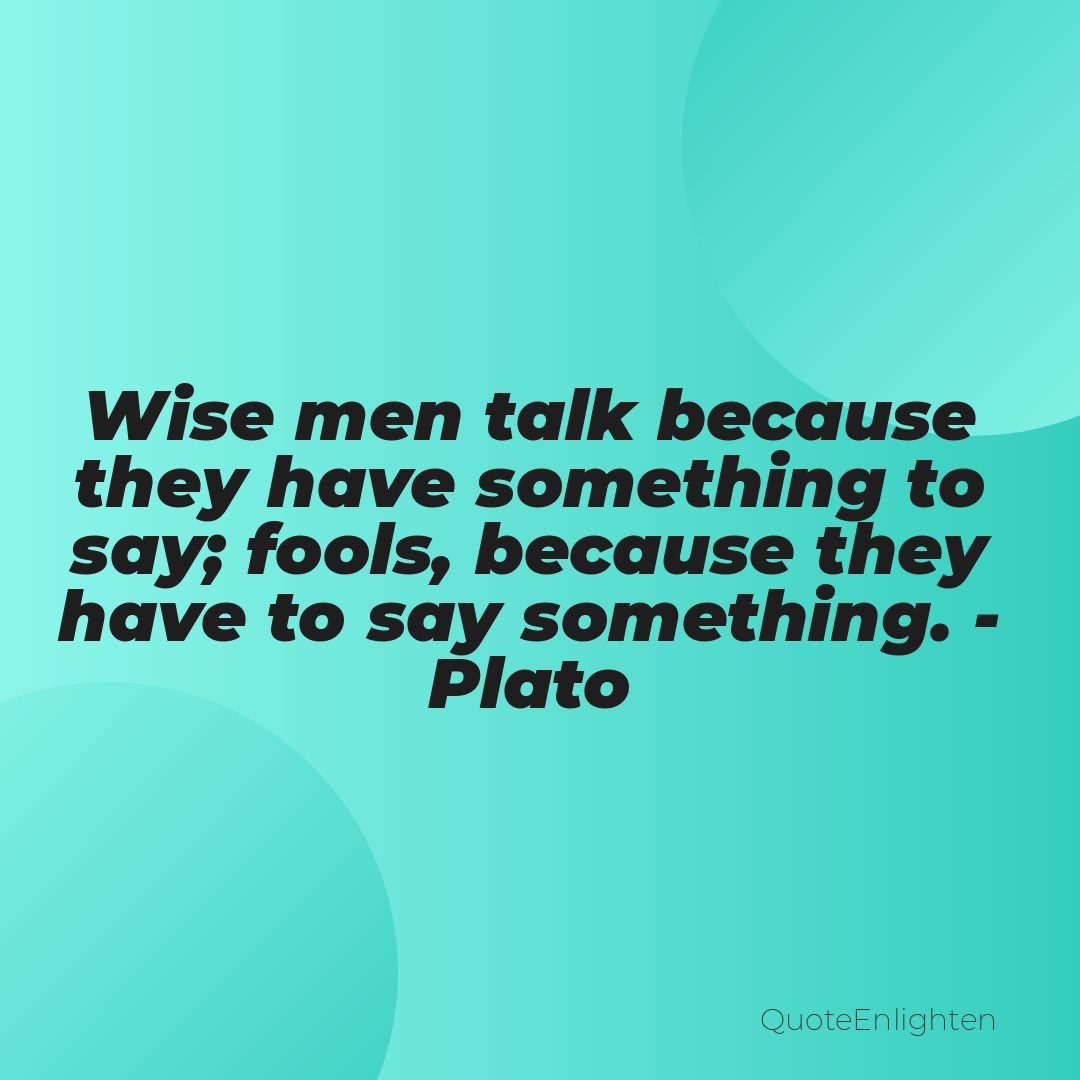 Wise men talk because
they have something to
say; fools, because they
have to say something. -
Plato
QuoteEnlighten